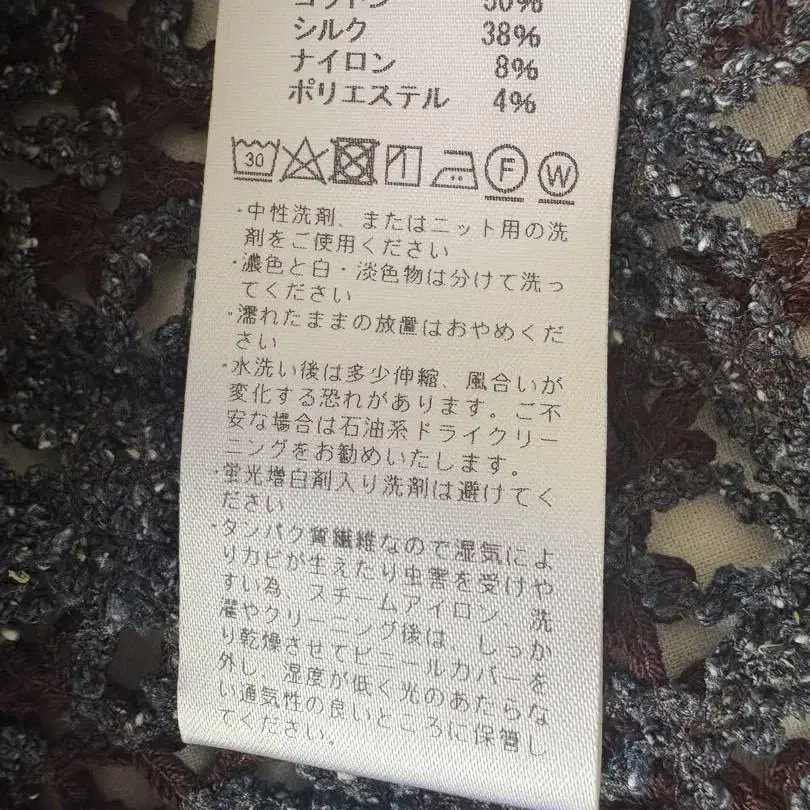 コットン 50%
シルク 38%
ナイロン 8%
ポリエステル 4%
30 F W
・中性洗剤、またはニット用の洗
剤をご使用ください
・濃色と白・淡色物は分けて洗っ
てください
・濡れたままの放置はおやめくだ
さい
・水洗い後は多少伸縮、風合いが
変化する恐れがあります。ご不
安な場合は石油系ドライクリー
ニングをお勧めいたします。
・蛍光増白剤入り洗剤は避けてく
ださい
・タンパク質繊維なので湿気によ
りカビが生えたり虫害を受けや
すい為、スチームアイロン、洗
濯やクリーニング後は しっか
り乾燥させてビニールカバーを
外し、湿度が低く光のあたらな
い通気性の良いところに保管し
てください。